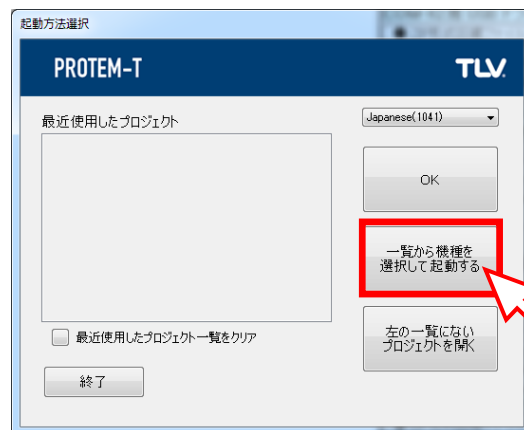 起動方法選択
PROTEM-T
TLV.
最近使用したプロジェクト
Japanese(1041)
OK
一覧から機種を
選択して起動する
最近使用したプロジェクト一覧をクリア
左の一覧にない
プロジェクトを開く
終了